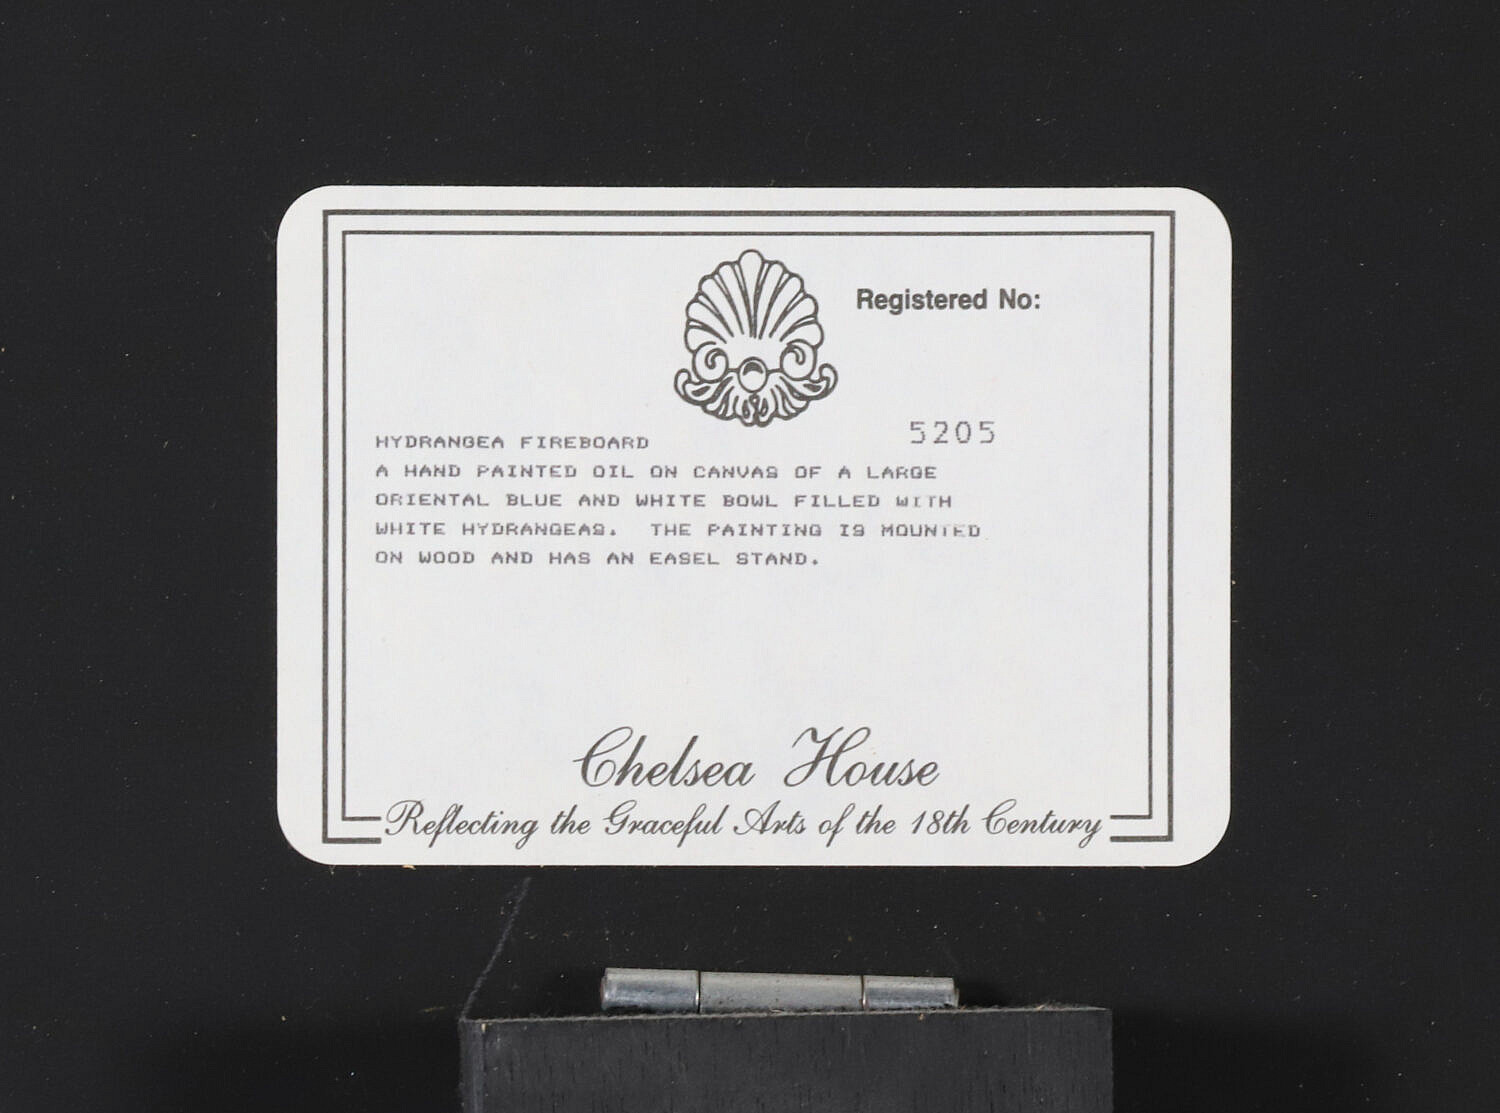 Registered No:
5205
HYDRANGEA FIREBOARD
A HAND PAINTED OIL ON CANVAS OF A LARGE
ORIENTAL BLUE AND WHITE BOWL FILLED WITH
WHITE HYDRANGEAS. THE PAINTING IS MOUNTED
ON WOOD AND HAS AN EASEL STAND.
Chelsea House
Reflecting the Graceful Arts of the 18th Century